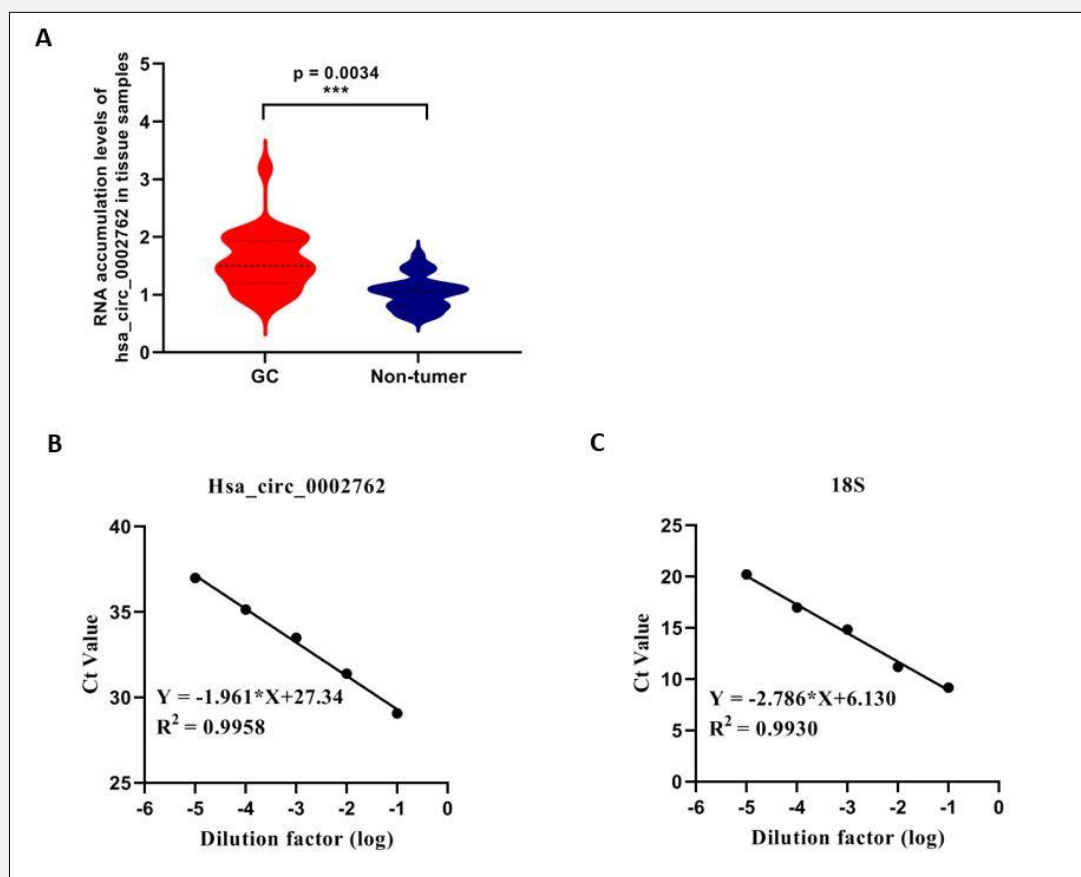 A
RNA accumulation levels of
hsa_circ_0002762 in tissue samples
5
4
3
2
1
0
p = 0.0034
***
GC
Non-tumer
B
Hsa_circ_0002762
Ct Value
40
35
30
25
Y = -1.961*X+27.34
R² = 0.9958
-6 -5 -4 -3 -2 -1 0
Dilution factor (log)
C
18S
Ct Value
25
20
15
10
5
0
Y = -2.786*X+6.130
R² = 0.9930
-6 -5 -4 -3 -2 -1 0
Dilution factor (log)